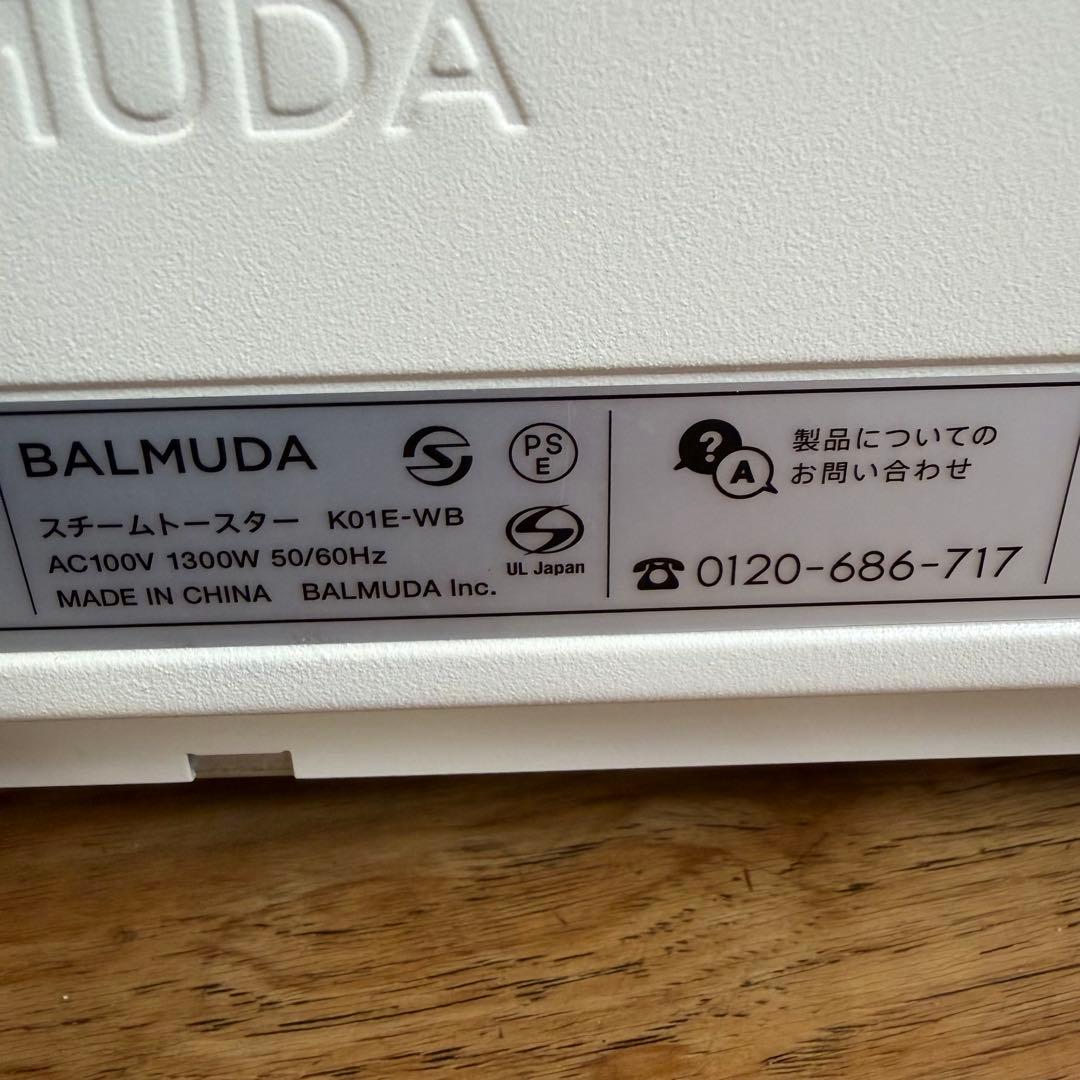 MUDA
BALMUDA
PS
E
スチームトースター K01E-WB
AC100V 1300W 50/60Hz
MADE IN CHINA BALMUDA Inc.
UL Japan
?
A
製品についての
お問い合わせ
0120-686-717